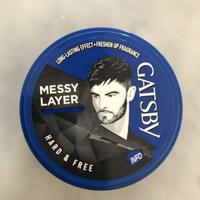 LONG-LASTING EFFECT + FRESHEN UP FRAGRANCE
GATSBY
MESSY
LAYER
HARD & FREE
INFO